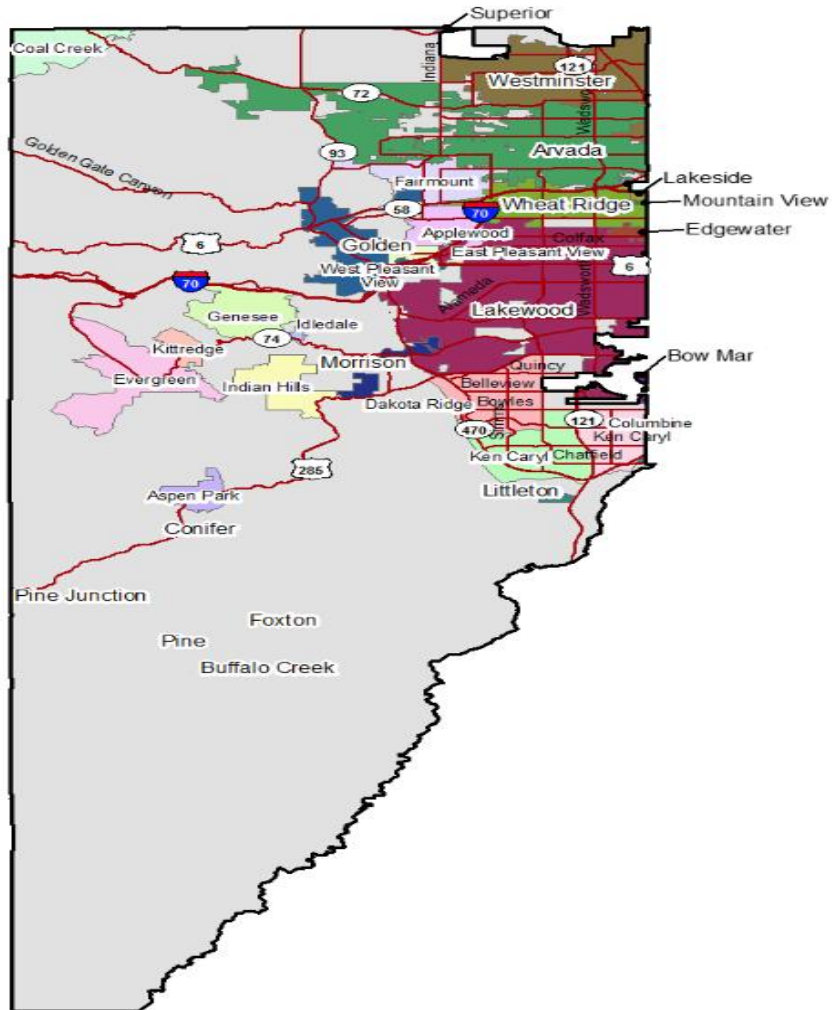 Superior
Coal Creek
Indiana
121
Westminster
72
Wadswo
Arvada
93
Golden Gate Canyon
Fairmount
Lakeside
58
70
Wheat Ridge
Mountain View
Applewood
6
Golden
Colfax
Edgewater
East Pleasant View
West Pleasant
View
6
70
Alameda
Wadsworth
Lakewood
Genesee
Idledale
74
Kittredge
Morrison
Quincy
Bow Mar
Evergreen
Indian Hills
Belleview
Dakota Ridge
Bowles
470
Simms
121
Columbine
Ken Caryl
Ken Caryl
Chatfield
285
Littleton
Aspen Park
Conifer
Pine Junction
Foxton
Pine
Buffalo Creek